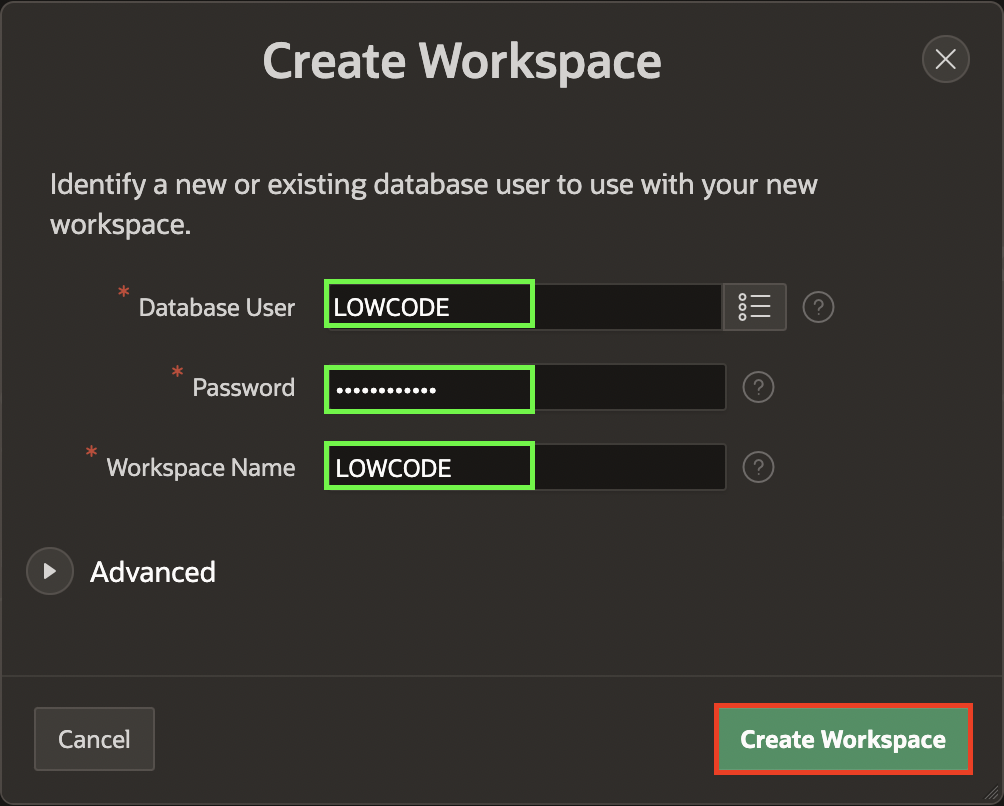 Create Workspace
Identify a new or existing database user to use with your new
workspace.
* Database User LOWCODE ?
* Password •••••••••••• ?
* Workspace Name LOWCODE ?
Advanced
Cancel Create Workspace